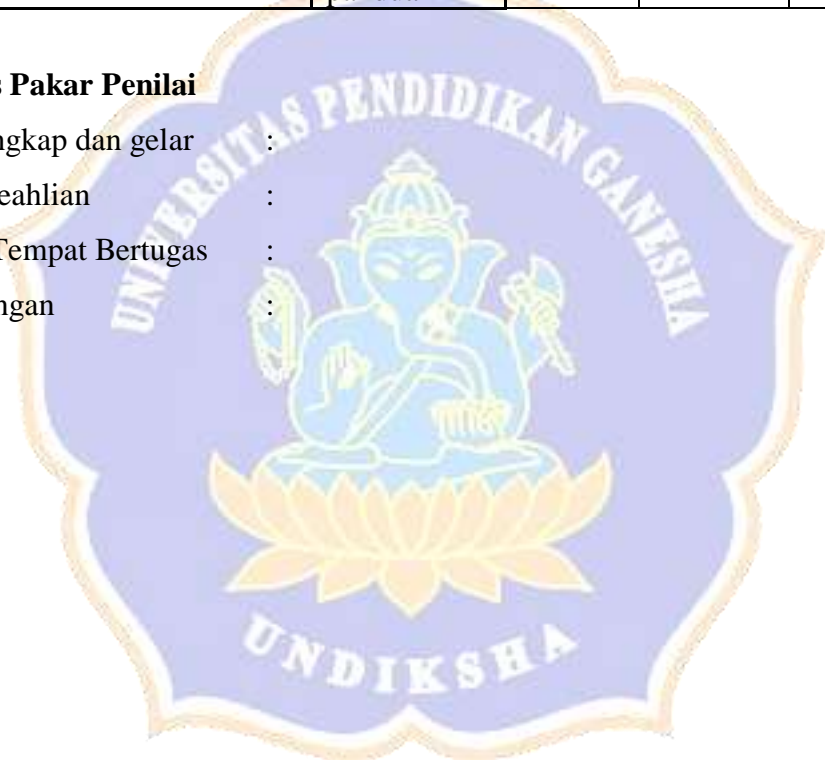 s Pakar Penilai
ngkap dan gelar :
eahlian :
Tempat Bertugas :
ngan :
UNIVERSITAS PENDIDIKAN GANESHA
UNDIKSHA